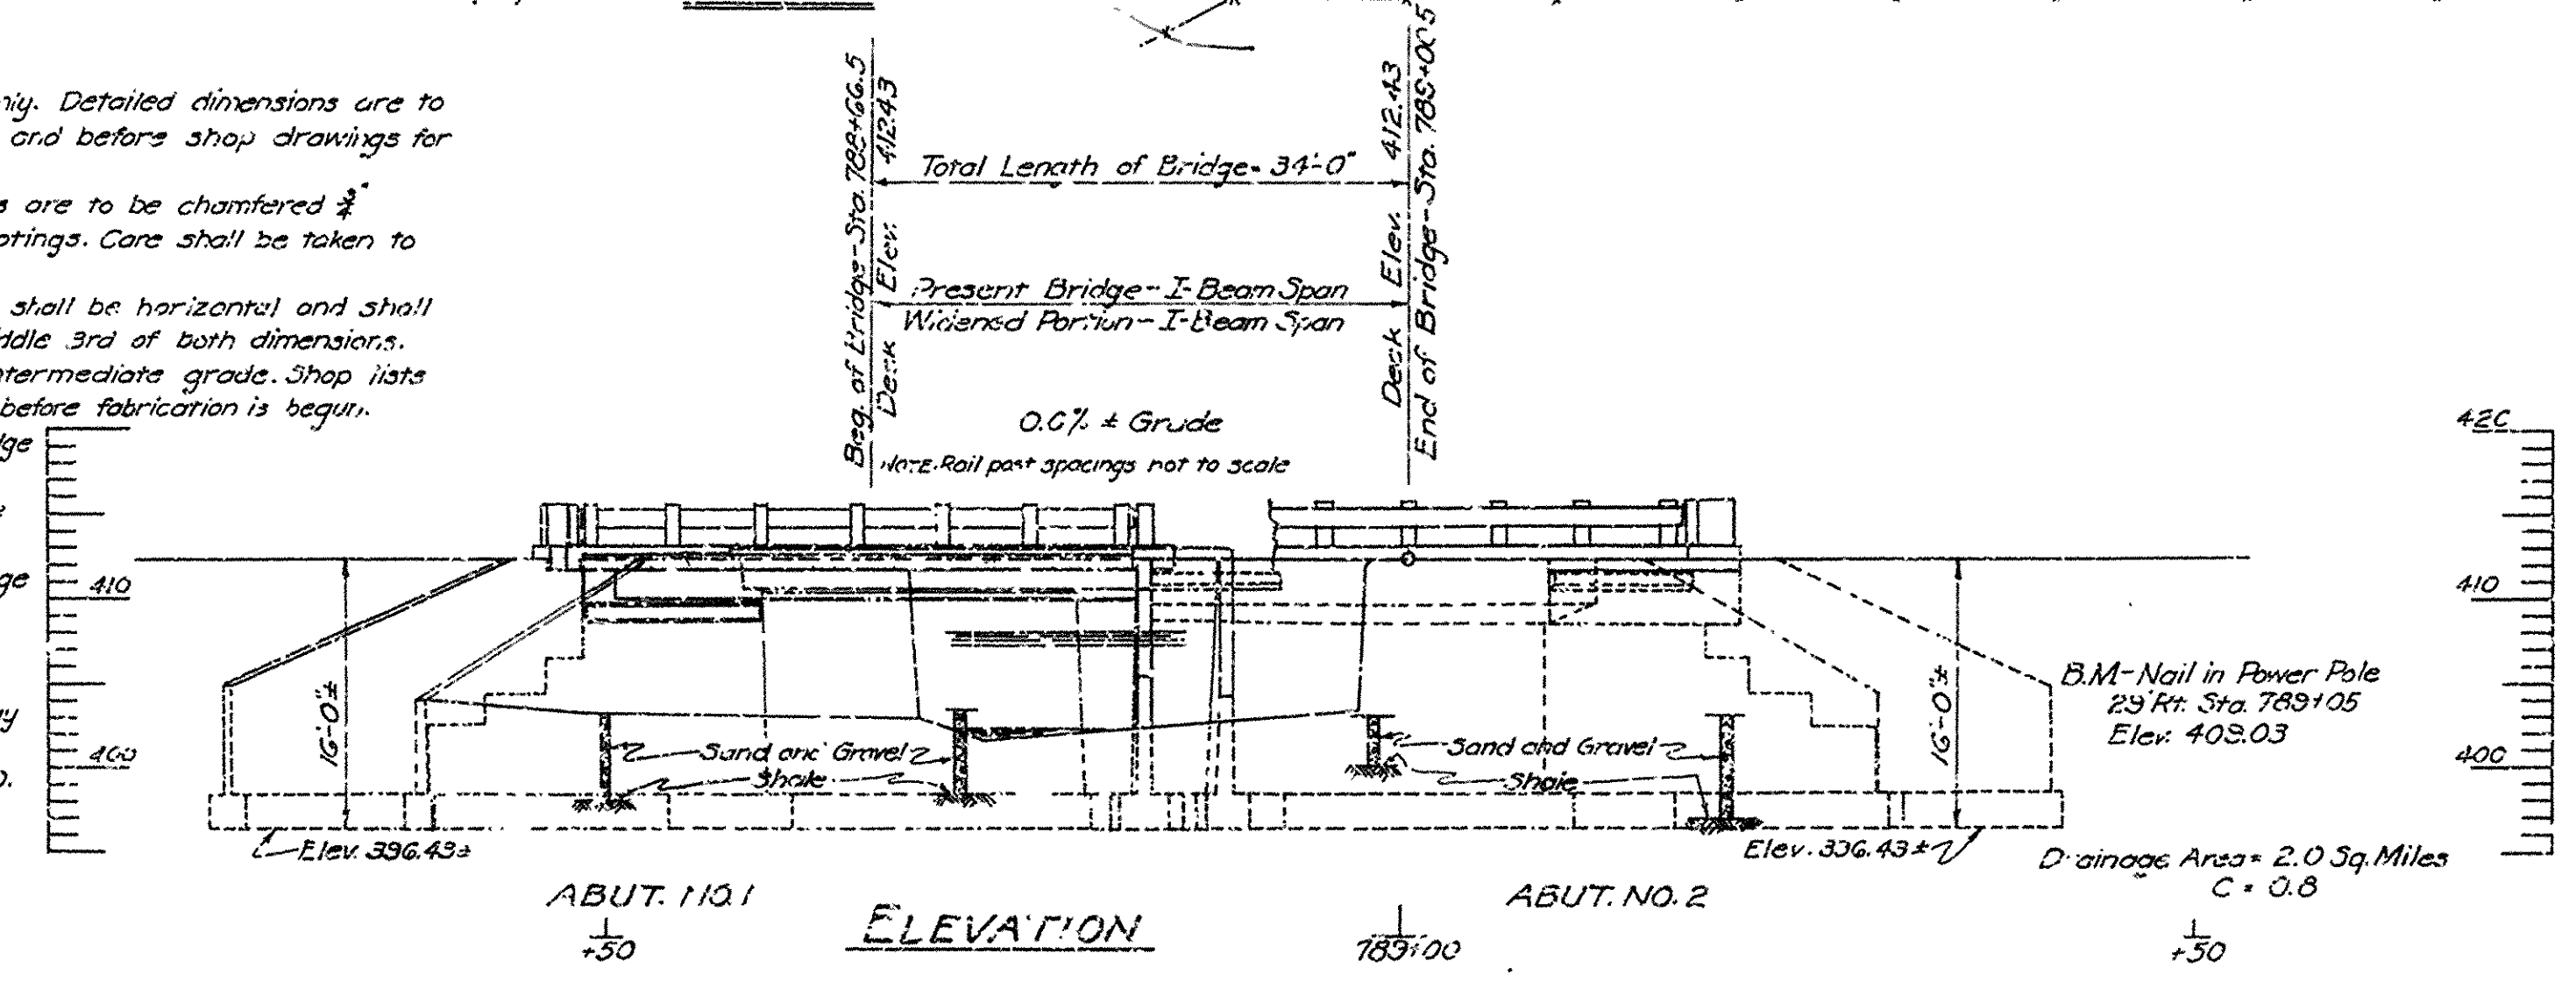 Detailed dimensions are to
and before shop drawings for
are to be chamfered ¾"
Care shall be taken to
shall be horizontal and shall
3rd of both dimensions.
grade. Shop lists
before fabrication is begun.
Beg. of Bridge-Sta. 788+66.5
Deck Elev. 412.43
Deck Elev. 412.43
End of Bridge-Sta. 789+00.5
Total Length of Bridge- 34'-0"
Present Bridge-I-Beam Span
Widened Portion-I-Beam Span
0.0% ± Grade
NOTE: Rail post spacings not to scale
420
410
400
410
400
16'-0"±
16'-0"±
Sand and Gravel
Shale
Sand and Gravel
Shale
B.M-Nail in Power Pole
29' Rt. Sta. 789+05
Elev.
Elev. 396.43±
Elev. 396.43±
Drainage Area = 2.0 Sq. Miles
C = 0.8
ABUT. NO. 1
ABUT. NO. 2
ELEVATION
+50
789+00
+50